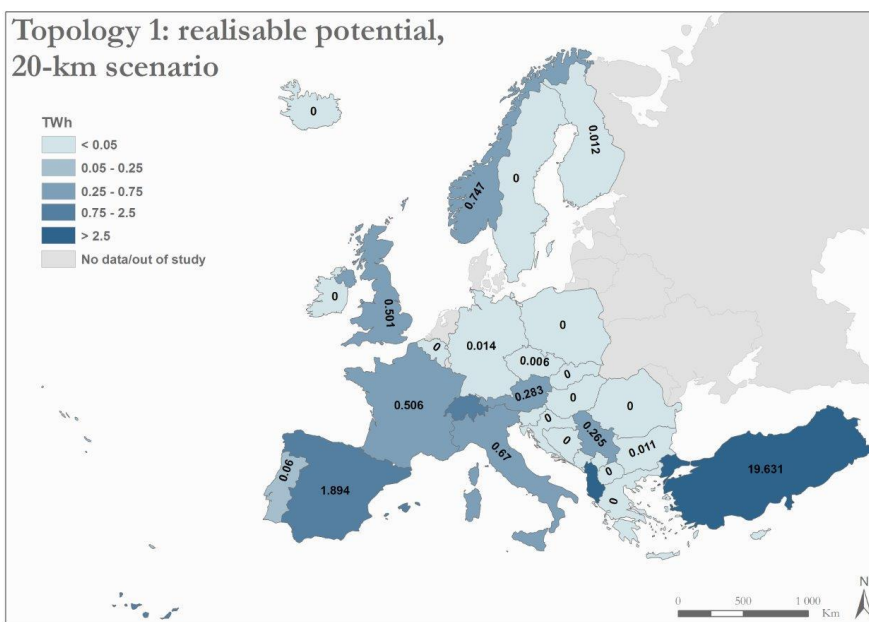 Topology 1: realisable potential,
20-km scenario
TWh
< 0.05
0.05 - 0.25
0.25 - 0.75
0.75 - 2.5
> 2.5
No data/out of study
0
0.012
0
0.747
0
0.501
0
0.014
0
0.006
0
0.283
0
0
0.506
0
0
0.265
0.67
0.011
0
0
0.06
1.894
19.631
N
0 500 1 000
Km